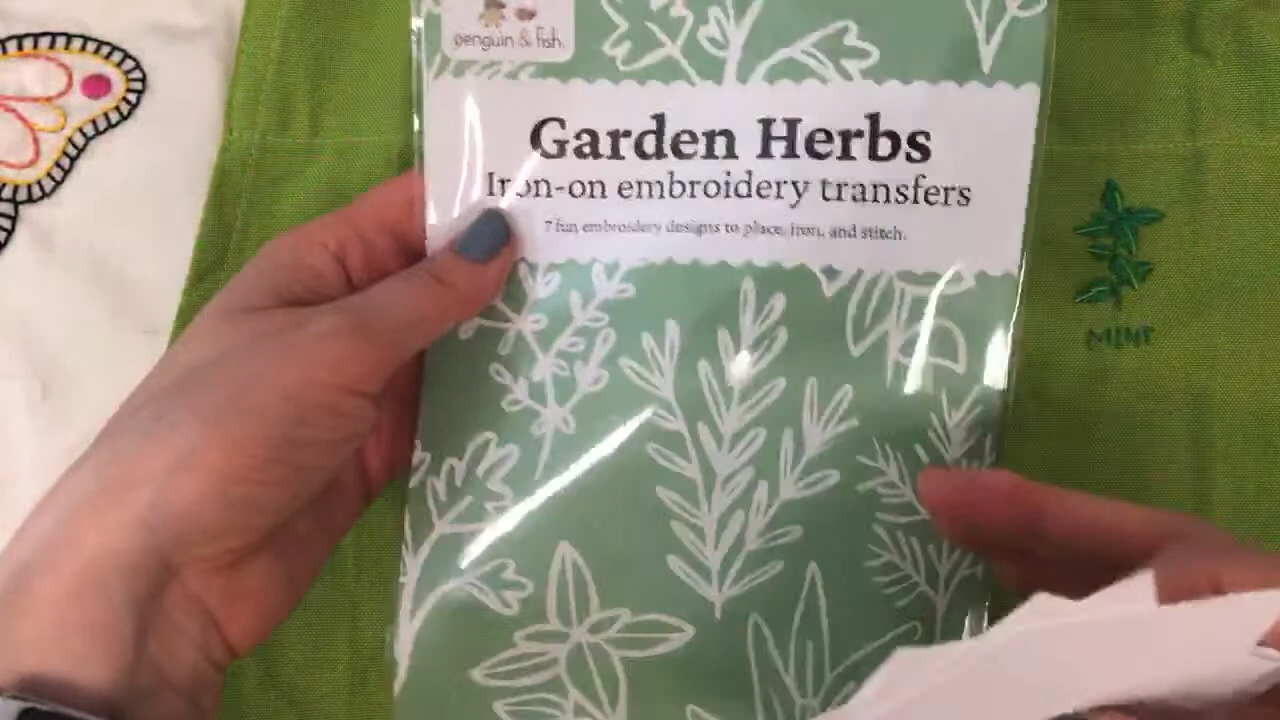 penguin & fish.
Garden Herbs
Iron-on embroidery transfers
7 fun embroidery designs to place, iron, and stitch.
MINT